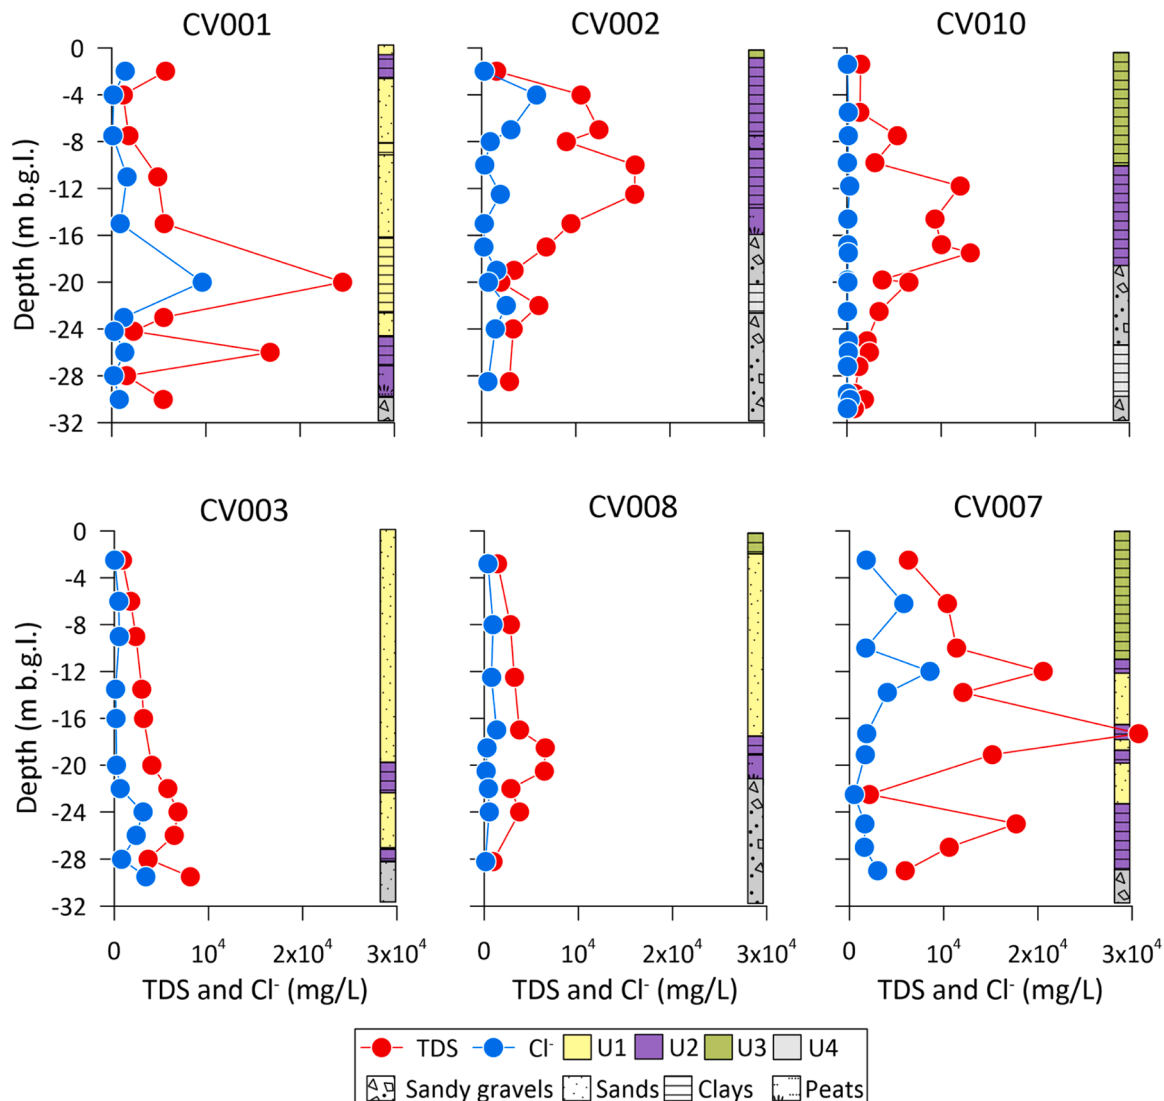 CV001 CV002 CV010
0
-4
-8
-12
-16
-20
-24
-28
-32
Depth (m b.g.l.)
CV003 CV008 CV007
0
-4
-8
-12
-16
-20
-24
-28
-32
Depth (m b.g.l.)
0 10⁴ 2x10⁴ 3x10⁴ 0 10⁴ 2x10⁴ 3x10⁴ 0 10⁴ 2x10⁴ 3x10⁴
TDS and Cl⁻ (mg/L) TDS and Cl⁻ (mg/L) TDS and Cl⁻ (mg/L)
TDS Cl⁻ U1 U2 U3 U4
Sandy gravels Sands Clays Peats